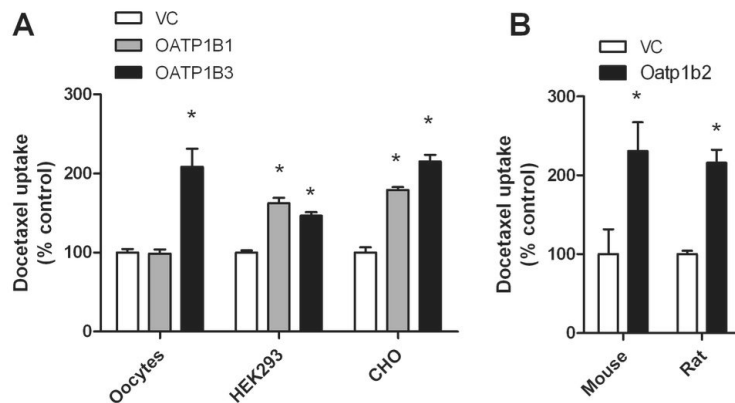 A
VC
OATP1B1
OATP1B3
Docetaxel uptake
(% control)
300
200
100
0
*
*
*
*
*
Oocytes
HEK293
CHO
B
VC
Oatp1b2
Docetaxel uptake
(% control)
300
200
100
0
*
*
Mouse
Rat